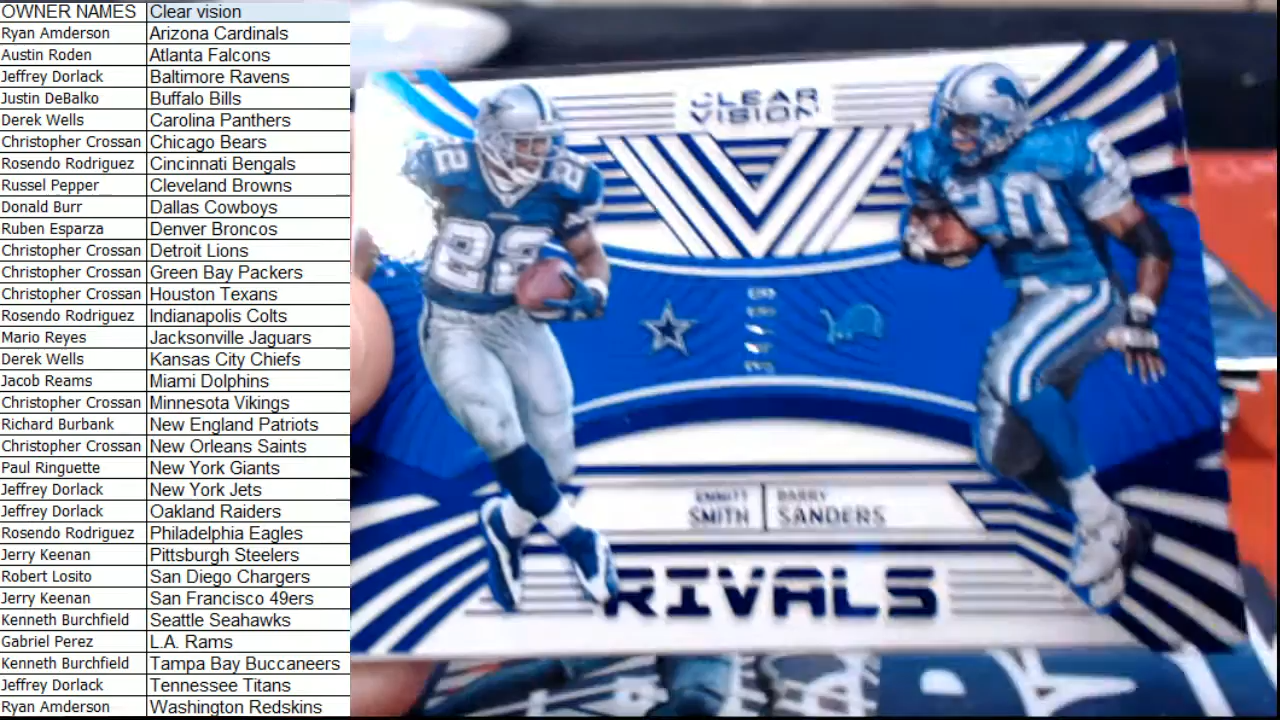 OWNER NAMES Clear vision
Ryan Amderson Arizona Cardinals
Austin Roden Atlanta Falcons
Jeffrey Dorlack Baltimore Ravens
Justin DeBalko Buffalo Bills
Derek Wells Carolina Panthers
Christopher Crossan Chicago Bears
Rosendo Rodriguez Cincinnati Bengals
Russel Pepper Cleveland Browns
Donald Burr Dallas Cowboys
Ruben Esparza Denver Broncos
Christopher Crossan Detroit Lions
Christopher Crossan Green Bay Packers
Christopher Crossan Houston Texans
Rosendo Rodriguez Indianapolis Colts
Mario Reyes Jacksonville Jaguars
Derek Wells Kansas City Chiefs
Jacob Reams Miami Dolphins
Christopher Crossan Minnesota Vikings
Richard Burbank New England Patriots
Christopher Crossan New Orleans Saints
Paul Ringuette New York Giants
Jeffrey Dorlack New York Jets
Jeffrey Dorlack Oakland Raiders
Rosendo Rodriguez Philadelphia Eagles
Jerry Keenan Pittsburgh Steelers
Robert Losito San Diego Chargers
Jerry Keenan San Francisco 49ers
Kenneth Burchfield Seattle Seahawks
Gabriel Perez L.A. Rams
Kenneth Burchfield Tampa Bay Buccaneers
Jeffrey Dorlack Tennessee Titans
Ryan Amderson Washington Redskins
CLEAR
VISION
V
22 22
22
20
EMMITT BARRY
SMITH SANDERS
RIVALS